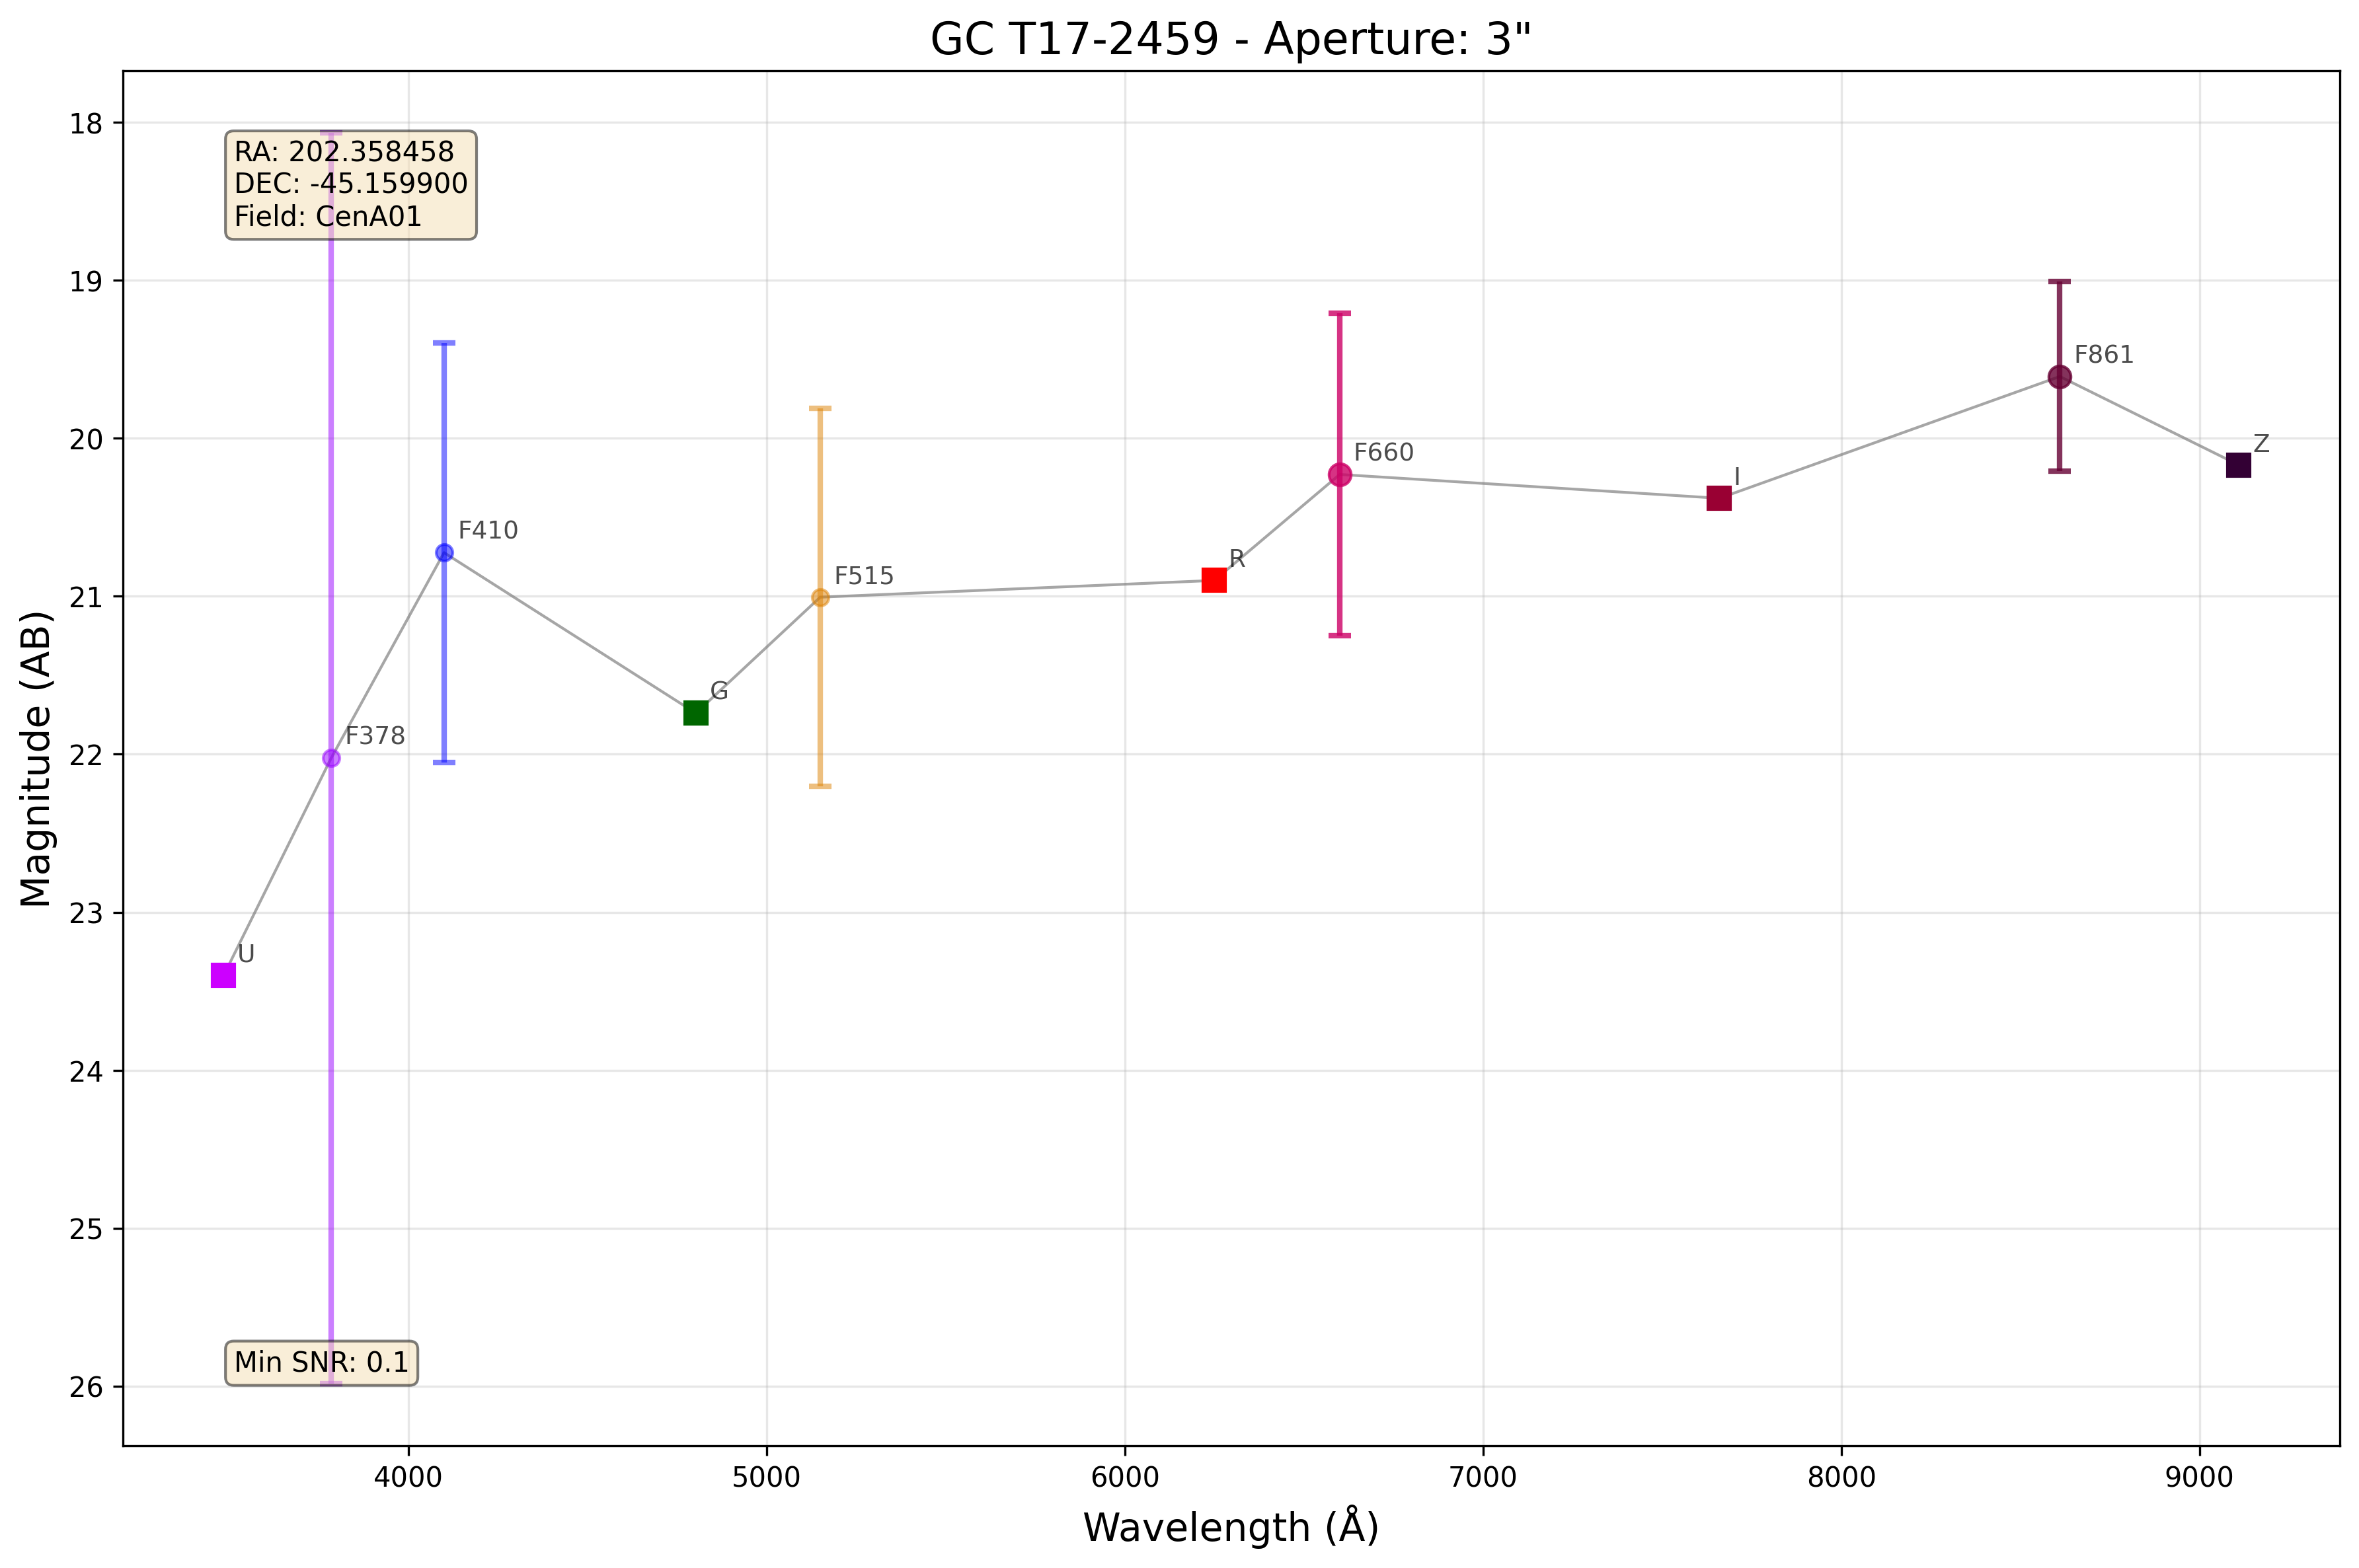 GC T17-2459 - Aperture: 3"
RA: 202.358458
DEC: -45.159900
Field: CenA01
Magnitude (AB)
18
19
20
21
22
23
24
25
26
U
F378
F410
G
F515
R
F660
I
F861
Z
Min SNR: 0.1
4000
5000
6000
7000
8000
9000
Wavelength (Å)